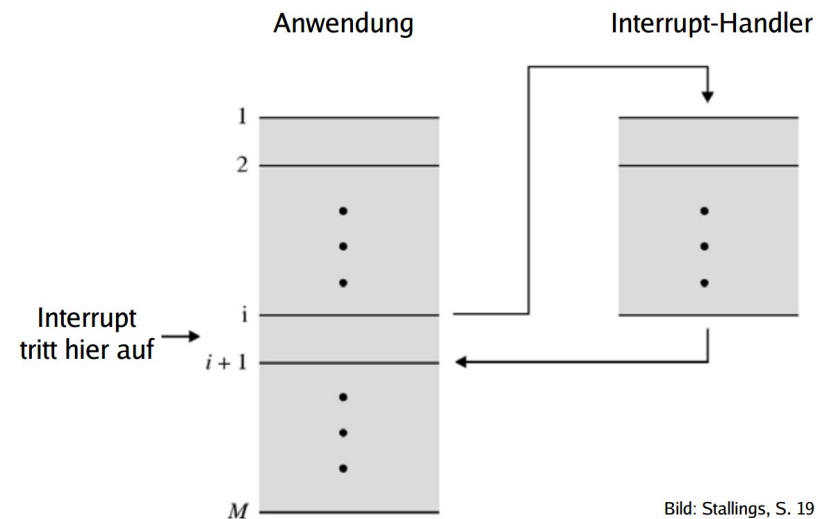 Anwendung
Interrupt-Handler
1
2
i
Interrupt
tritt hier auf
i + 1
M
Bild: Stallings, S. 19